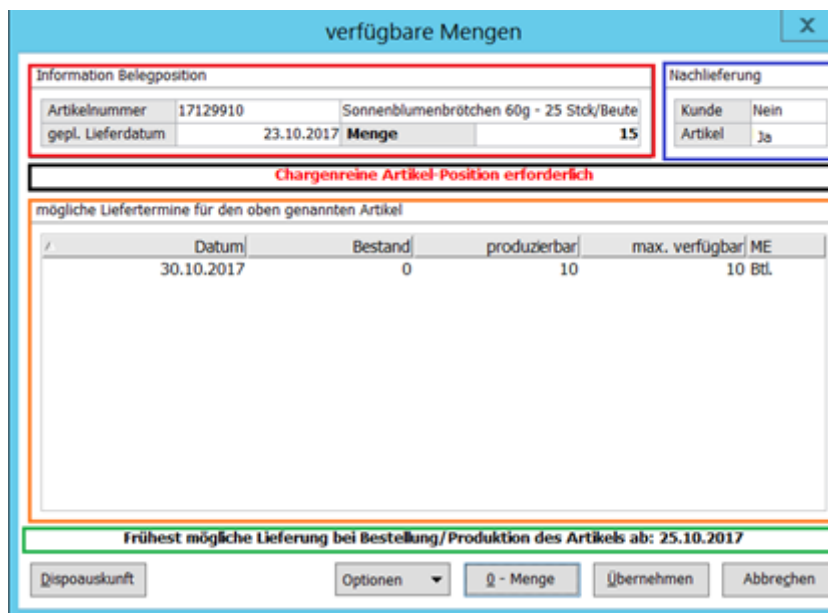 verfügbare Mengen
X
Information Belegposition
Nachlieferung
Artikelnummer 17129910 Sonnenblumenbrötchen 60g - 25 Stck/Beute
Kunde Nein
gepl. Lieferdatum 23.10.2017 Menge 15
Artikel Ja
Chargenreine Artikel-Position erforderlich
mögliche Liefertermine für den oben genannten Artikel
Datum Bestand produzierbar max. verfügbar ME
30.10.2017 0 10 10 Btl.
Frühest mögliche Lieferung bei Bestellung/Produktion des Artikels ab: 25.10.2017
Dispoauskunft Optionen 0 - Menge Übernehmen Abbrechen